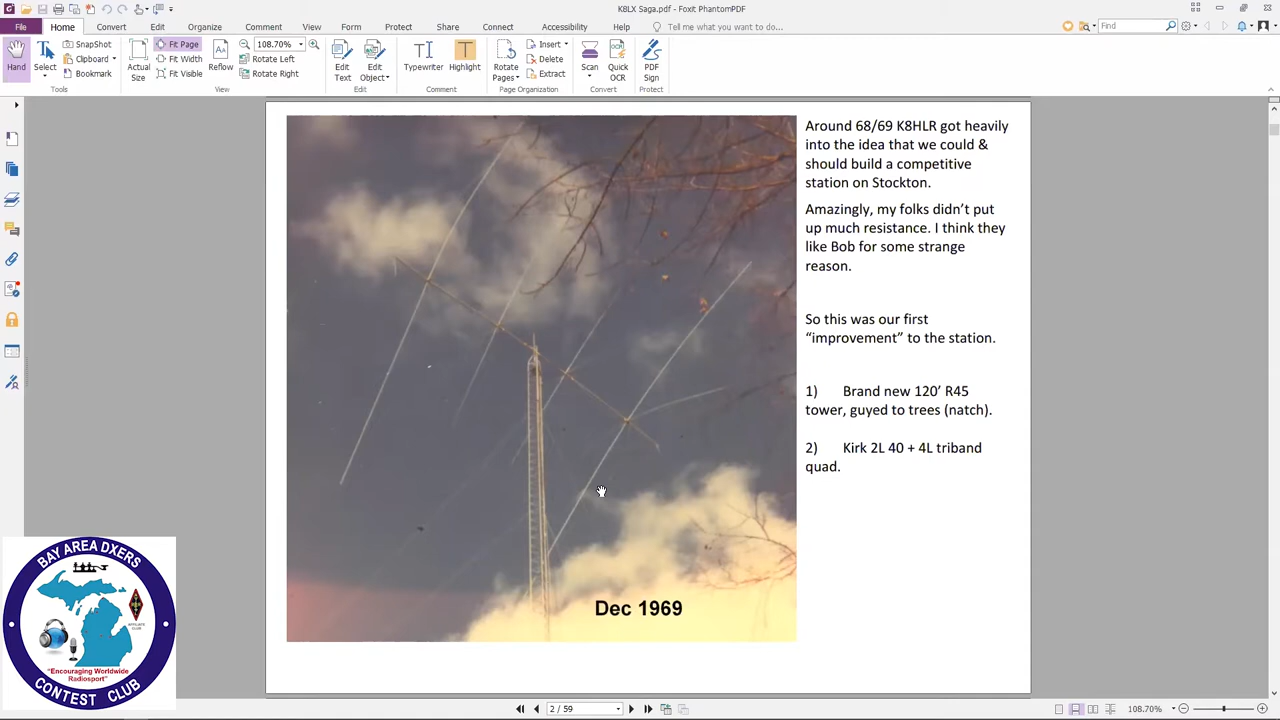 K8LX Saga.pdf - Foxit PhantomPDF
File Home Convert Edit Organize Comment View Form Protect Share Connect Accessibility Help Tell me what you want to do... Find
SnapShot Fit Page 108.70% Insert
Clipboard Fit Width Rotate Left Delete
Bookmark Fit Visible Rotate Right Extract
Hand Select Actual Size Reflow Edit Text Edit Object Typewriter Highlight Rotate Pages Scan Quick OCR PDF Sign
Tools View Edit Comment Page Organization Convert Protect
Around 68/69 K8HLR got heavily
into the idea that we could &
should build a competitive
station on Stockton.
Amazingly, my folks didn't put
up much resistance. I think they
like Bob for some strange
reason.
So this was our first
“improvement” to the station.
1) Brand new 120’ R45
tower, guyed to trees (natch).
2) Kirk 2L 40 + 4L triband
quad.
Dec 1969
BAY AREA DXERS
AFFILIATE
CLUB
"Encouraging Worldwide
Radiosport"
CONTEST CLUB
2 / 59
108.70%